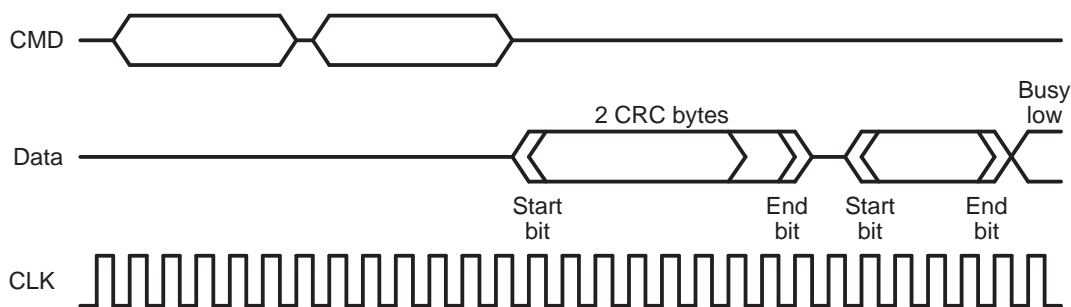 CMD
Busy
low
2 CRC bytes
Data
Start
bit
End
bit
Start
bit
End
bit
CLK